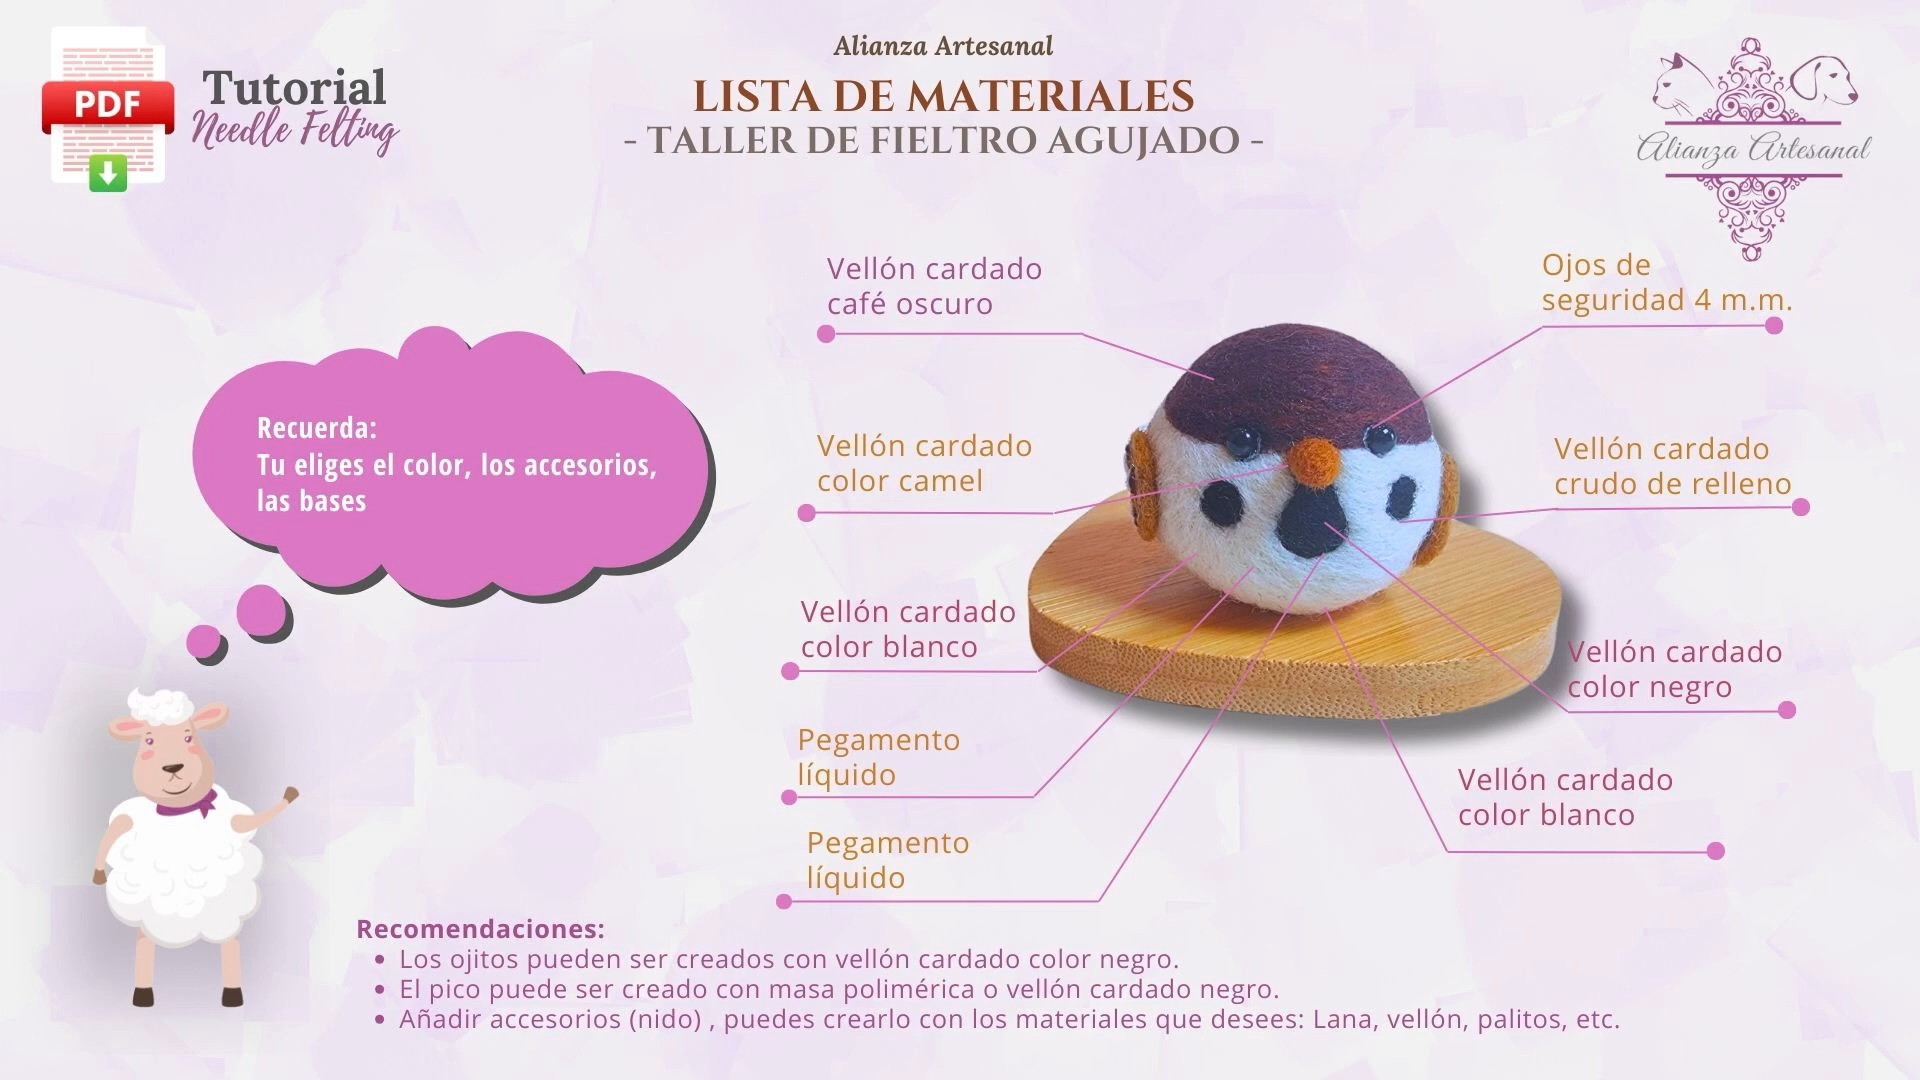 PDF
Tutorial
Needle Felting
Alianza Artesanal
LISTA DE MATERIALES
- TALLER DE FIELTRO AGUJADO -
Alianza Artesanal
Vellón cardado
café oscuro
Ojos de
seguridad 4 m.m.
Recuerda:
Tu eliges el color, los accesorios,
las bases
Vellón cardado
color camel
Vellón cardado
crudo de relleno
Vellón cardado
color blanco
Vellón cardado
color negro
Pegamento
líquido
Vellón cardado
color blanco
Pegamento
líquido
Recomendaciones:
• Los ojitos pueden ser creados con vellón cardado color negro.
• El pico puede ser creado con masa polimérica o vellón cardado negro.
• Añadir accesorios (nido) , puedes crearlo con los materiales que desees: Lana, vellón, palitos, etc.